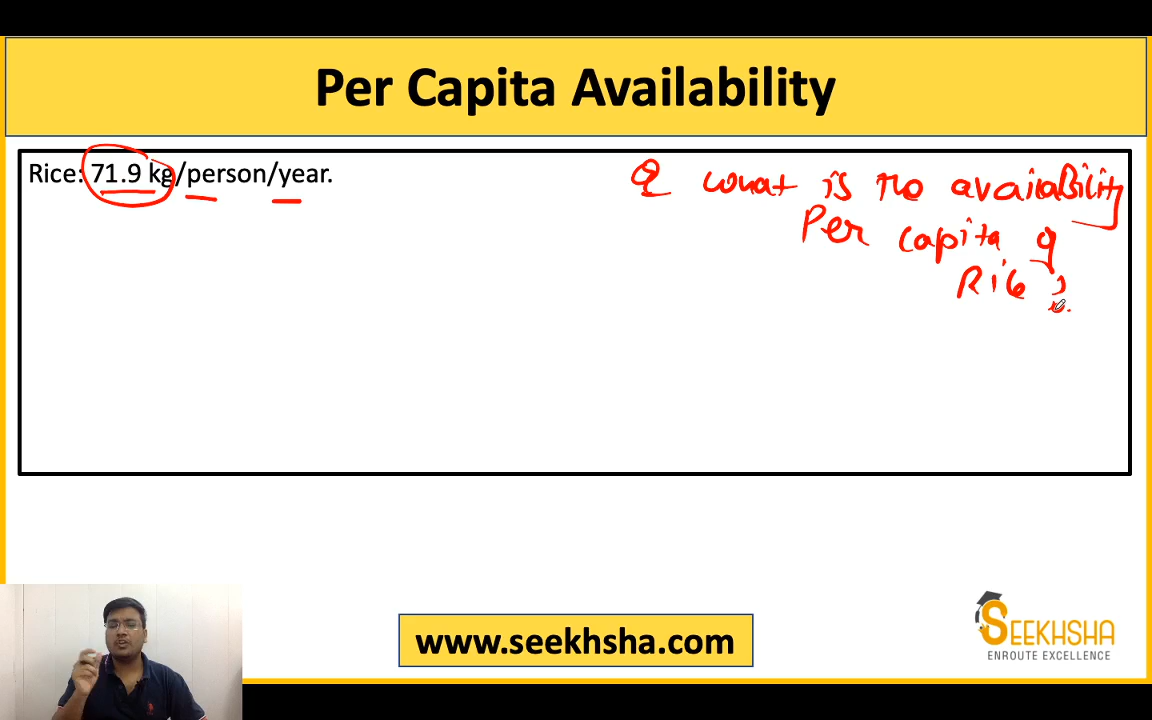 Per Capita Availability
Rice: 71.9 kg/person/year.
Q what is the availability
Per capita of
Rice ?
www.seekhsha.com
SEEKHSHA
ENROUTE EXCELLENCE